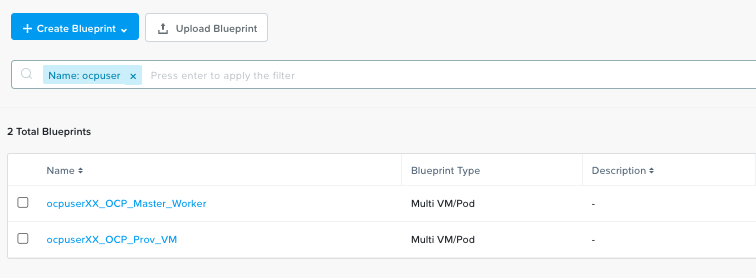 + Create Blueprint Upload Blueprint
Name: ocpuser × Press enter to apply the filter
2 Total Blueprints
Name Blueprint Type Description
ocpuserXX_OCP_Master_Worker Multi VM/Pod -
ocpuserXX_OCP_Prov_VM Multi VM/Pod -